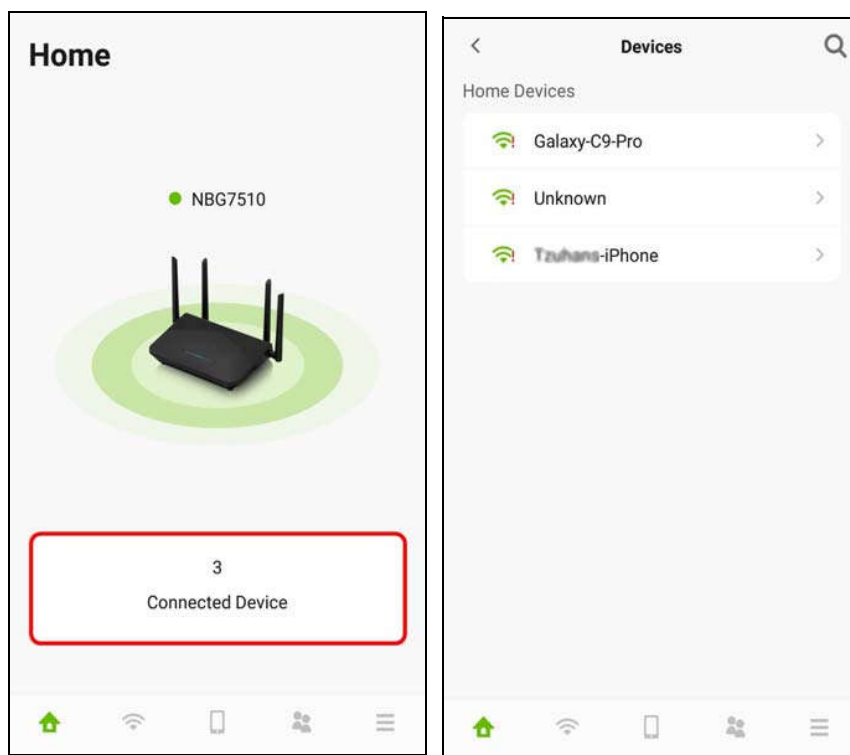 Home
NBG7510
3
Connected Device
Devices
Home Devices
Galaxy-C9-Pro
Unknown
-iPhone